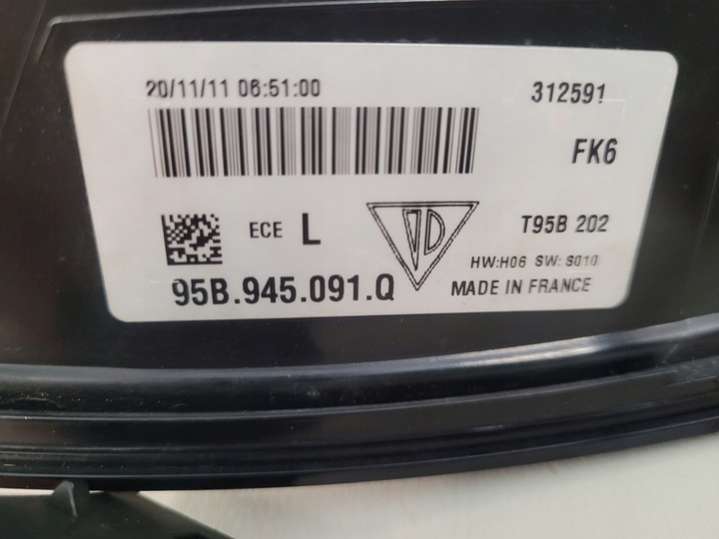 20/11/11 06:51:00 312591
FK6
ECE L T95B 202
HW:H06 SW: S010
95B.945.091.Q MADE IN FRANCE